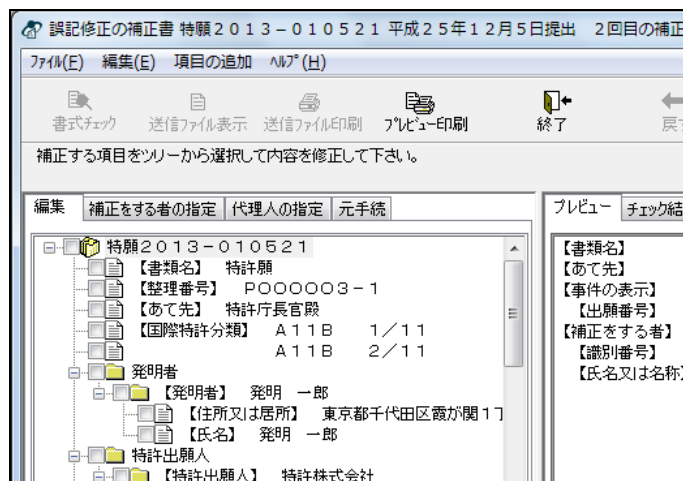 誤記修正の補正書 特願２０１３－０１０５２１ 平成２５年１２月５日提出　２回目の補正
ﾌｧｲﾙ(F)　編集(E)　項目の追加　ﾍﾙﾌﾟ(H)
書式ﾁｪｯｸ　送信ﾌｧｲﾙ表示　送信ﾌｧｲﾙ印刷　ﾌﾟﾚﾋﾞｭｰ印刷　終了　戻
補正する項目をツリーから選択して内容を修正して下さい。
編集　補正をする者の指定　代理人の指定　元手続
特願２０１３－０１０５２１
【書類名】　特許願
【整理番号】　Ｐ０００００３－１
【あて先】　特許庁長官殿
【国際特許分類】　Ａ１１Ｂ　１／１１
Ａ１１Ｂ　２／１１
発明者
【発明者】　発明　一郎
【住所又は居所】　東京都千代田区霞が関１丁
【氏名】　発明　一郎
特許出願人
【特許出願人】　特許株式会社
プレビュー　チェック結
【書類名】
【あて先】
【事件の表示】
【出願番号】
【補正をする者】
【識別番号】
【氏名又は名称】